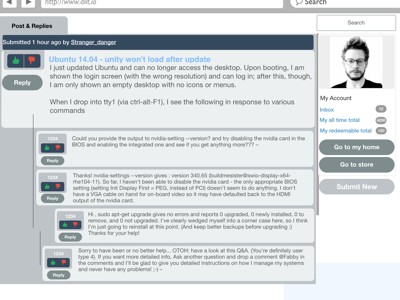 http://www.diit.io
Search
Post & Replies
Search
Submitted 1 hour ago by Stranger_danger
Ubuntu 14.04 - unity won't load after update
I just updated Ubuntu and can no longer access the desktop. Upon booting, I am
shown the login screen (with the wrong resolution) and can log in; after this, though,
I am only shown an empty desktop with no icons or menus.
Reply
When I drop into tty1 (via ctrl-alt-F1), I see the following in response to various
commands
My Account
Inbox
My all time total
My redeemable total
Go to my home
Go to store
Submit New
1234
Reply
Could you provide the output to nvidia-setting --version? and try disabling the nvidia card in the
BIOS and enabling the integrated one and see if you get anything more??? –
1234
Reply
Thanks! nvidia-settings --version gives : version 340.65 (buildmeister@swio-display-x64-
rhe104-11). So far, I haven't been able to disable the nvidia card - the only appropriate BIOS
setting (setting Init Display First = PEG, instead of PCI) doesn't seem to do anything. I don't
have a VGA cable on hand for on-board video so it may have defaulted back to the HDMI
output of the nvidia card.
1234
Reply
Hi , sudo apt-get upgrade gives no errors and reports 0 upgraded, 0 newly installed, 0 to
remove, and 0 not upgraded. I've clearly wedged myself into a corner case here, so I think
I'm just going to reinstall at this point. (And keep better backups before upgrading :)
Thanks for your help!
1234
Reply
Sorry to have been or no better help... OTOH: have a look at this Q&A. (You're definitely user
type 4). If you want more detailed info, Ask another question and drop a comment @Fabby
in the comments and I'll be glad to give you detailed instructions on how I manage my systems
and never have any problems! ;-) –